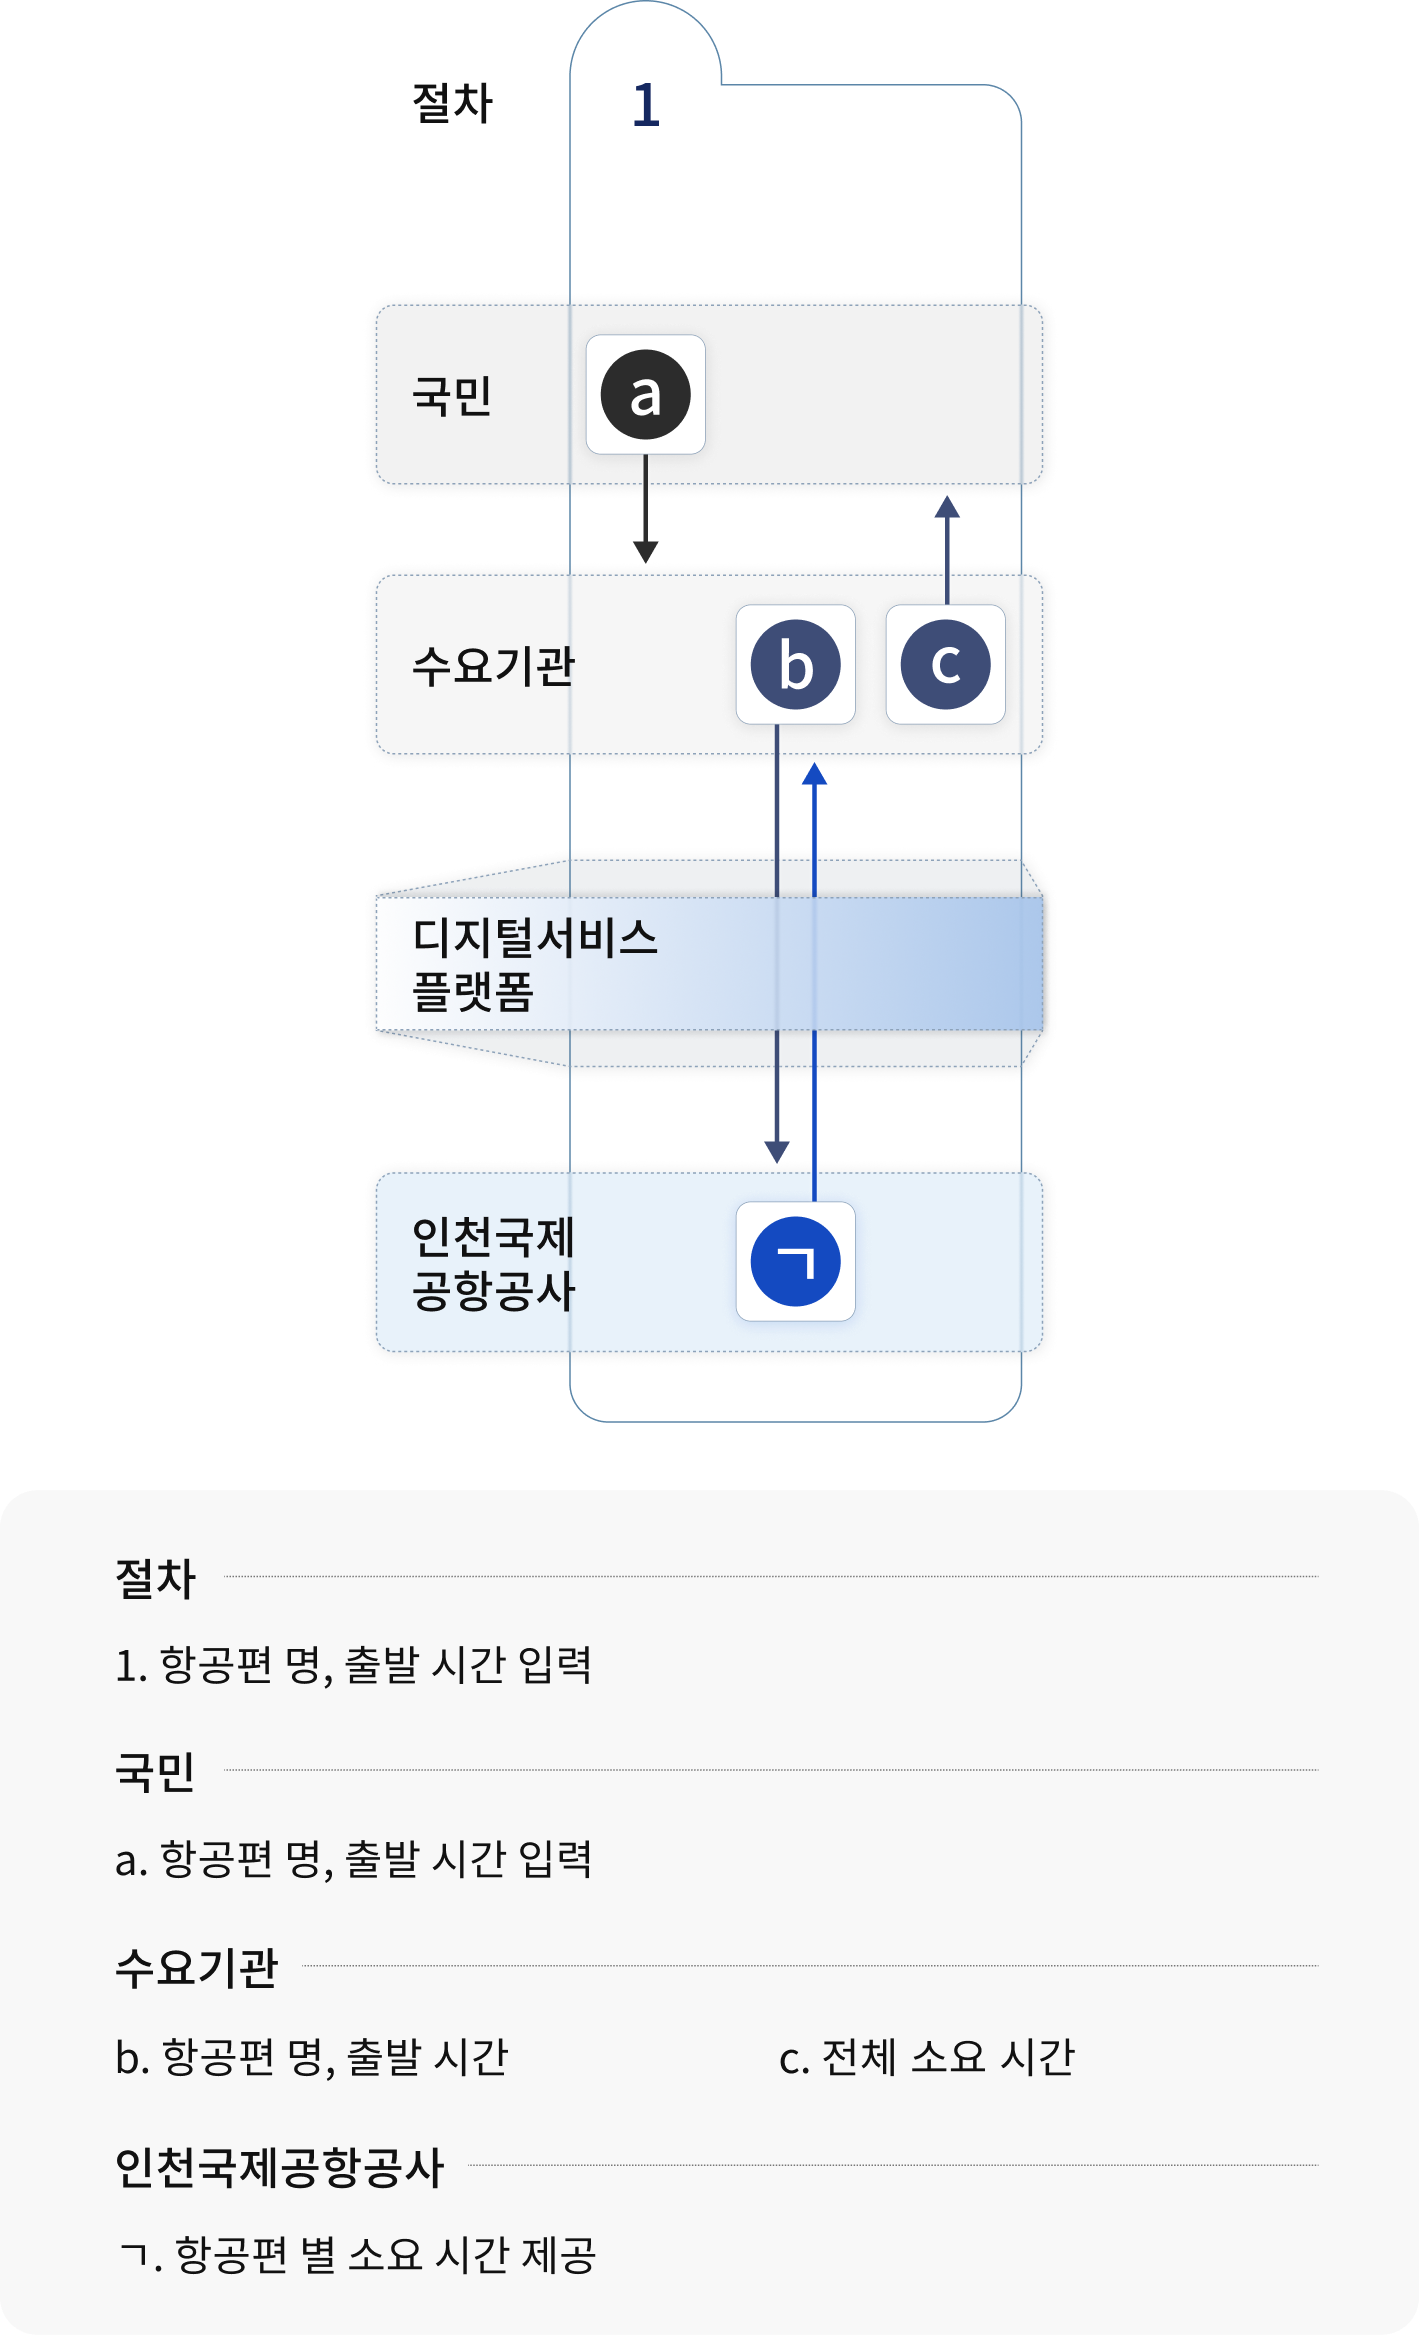 절차
1
국민
a
수요기관
b
c
디지털서비스
플랫폼
인천국제
공항공사
ㄱ
절차
1. 항공편 명, 출발 시간 입력
국민
a. 항공편 명, 출발 시간 입력
수요기관
b. 항공편 명, 출발 시간
c. 전체 소요 시간
인천국제공항공사
ㄱ. 항공편 별 소요 시간 제공